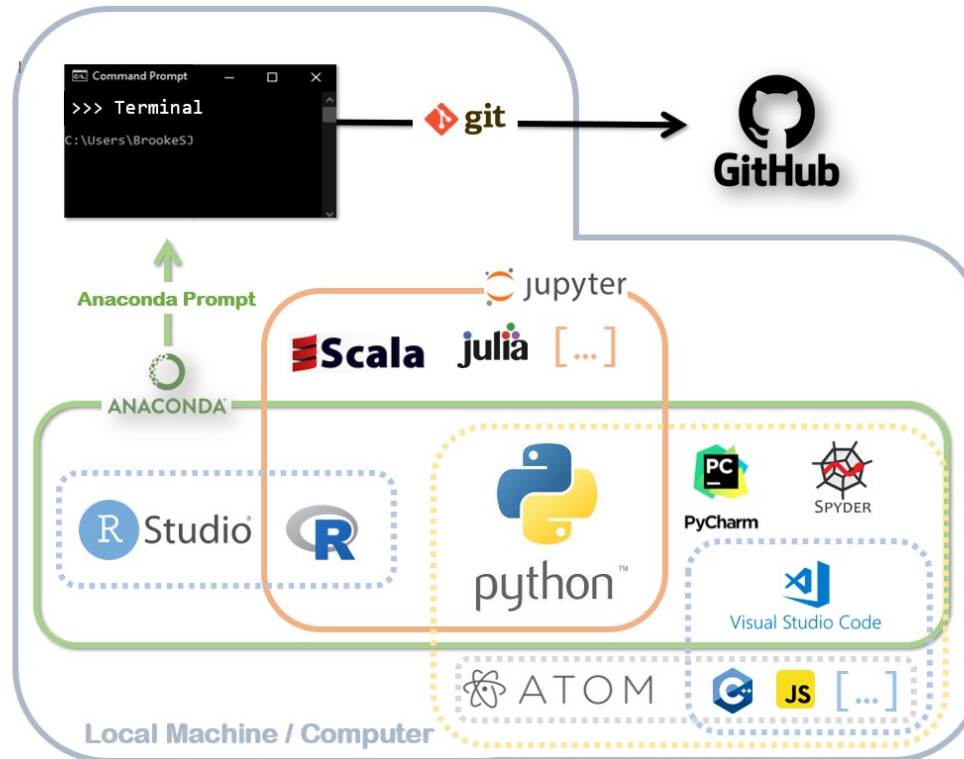 Command Prompt
>>> Terminal
C:\Users\BrookeSJ
git
GitHub
Anaconda Prompt
jupyter
Scala
julia
[...]
ANACONDA
PC
PyCharm
SPYDER
R Studio®
R
python™
Visual Studio Code
ATOM
C++
JS
[...]
Local Machine / Computer